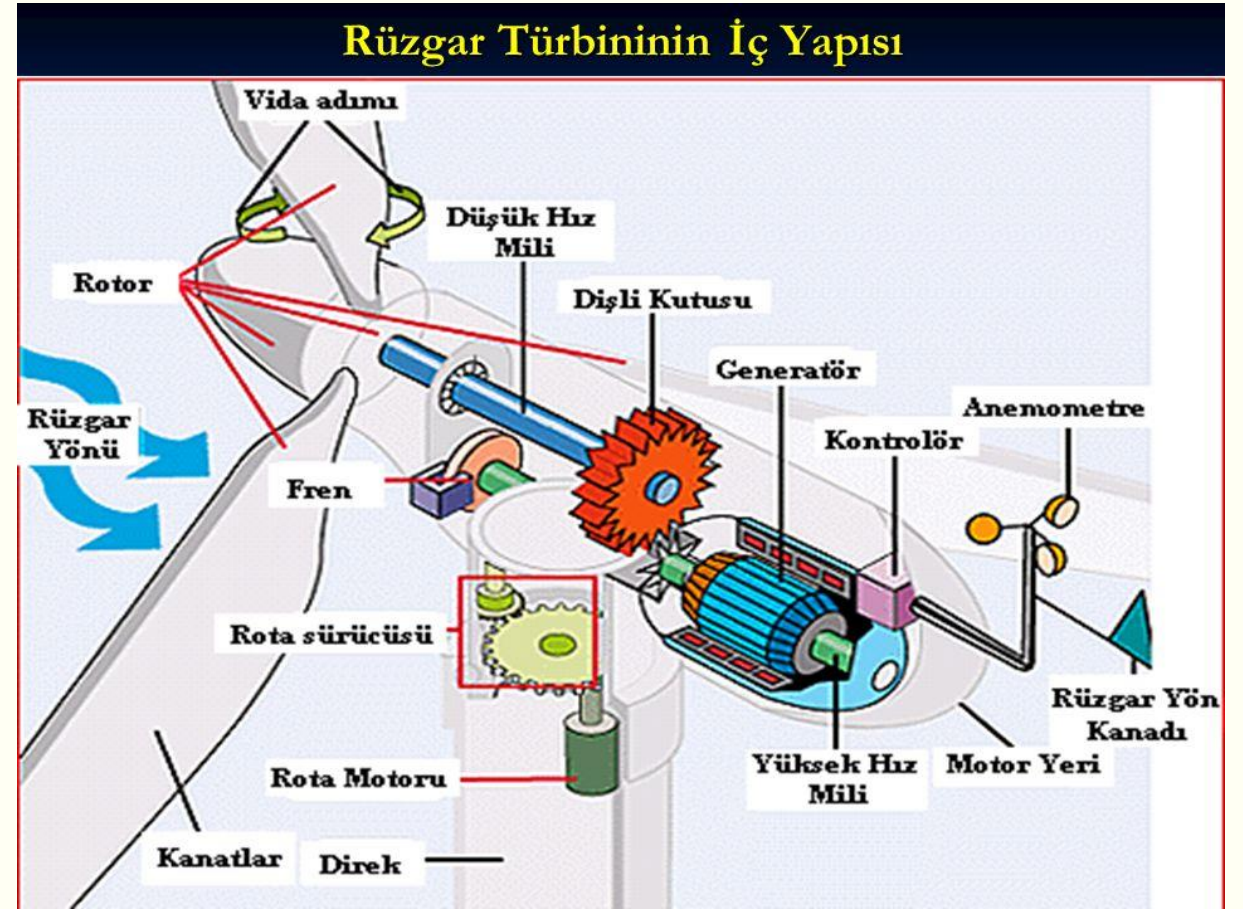 Rüzgar Türbininin İç Yapısı
Vida adımı
Düşük Hız
Mili
Rotor
Dişli Kutusu
Generatör
Anemometre
Rüzgar
Yönü
Kontrolör
Fren
Rota sürücüsü
Rüzgar Yön
Kanadı
Rota Motoru
Yüksek Hız
Mili
Motor Yeri
Kanatlar
Direk